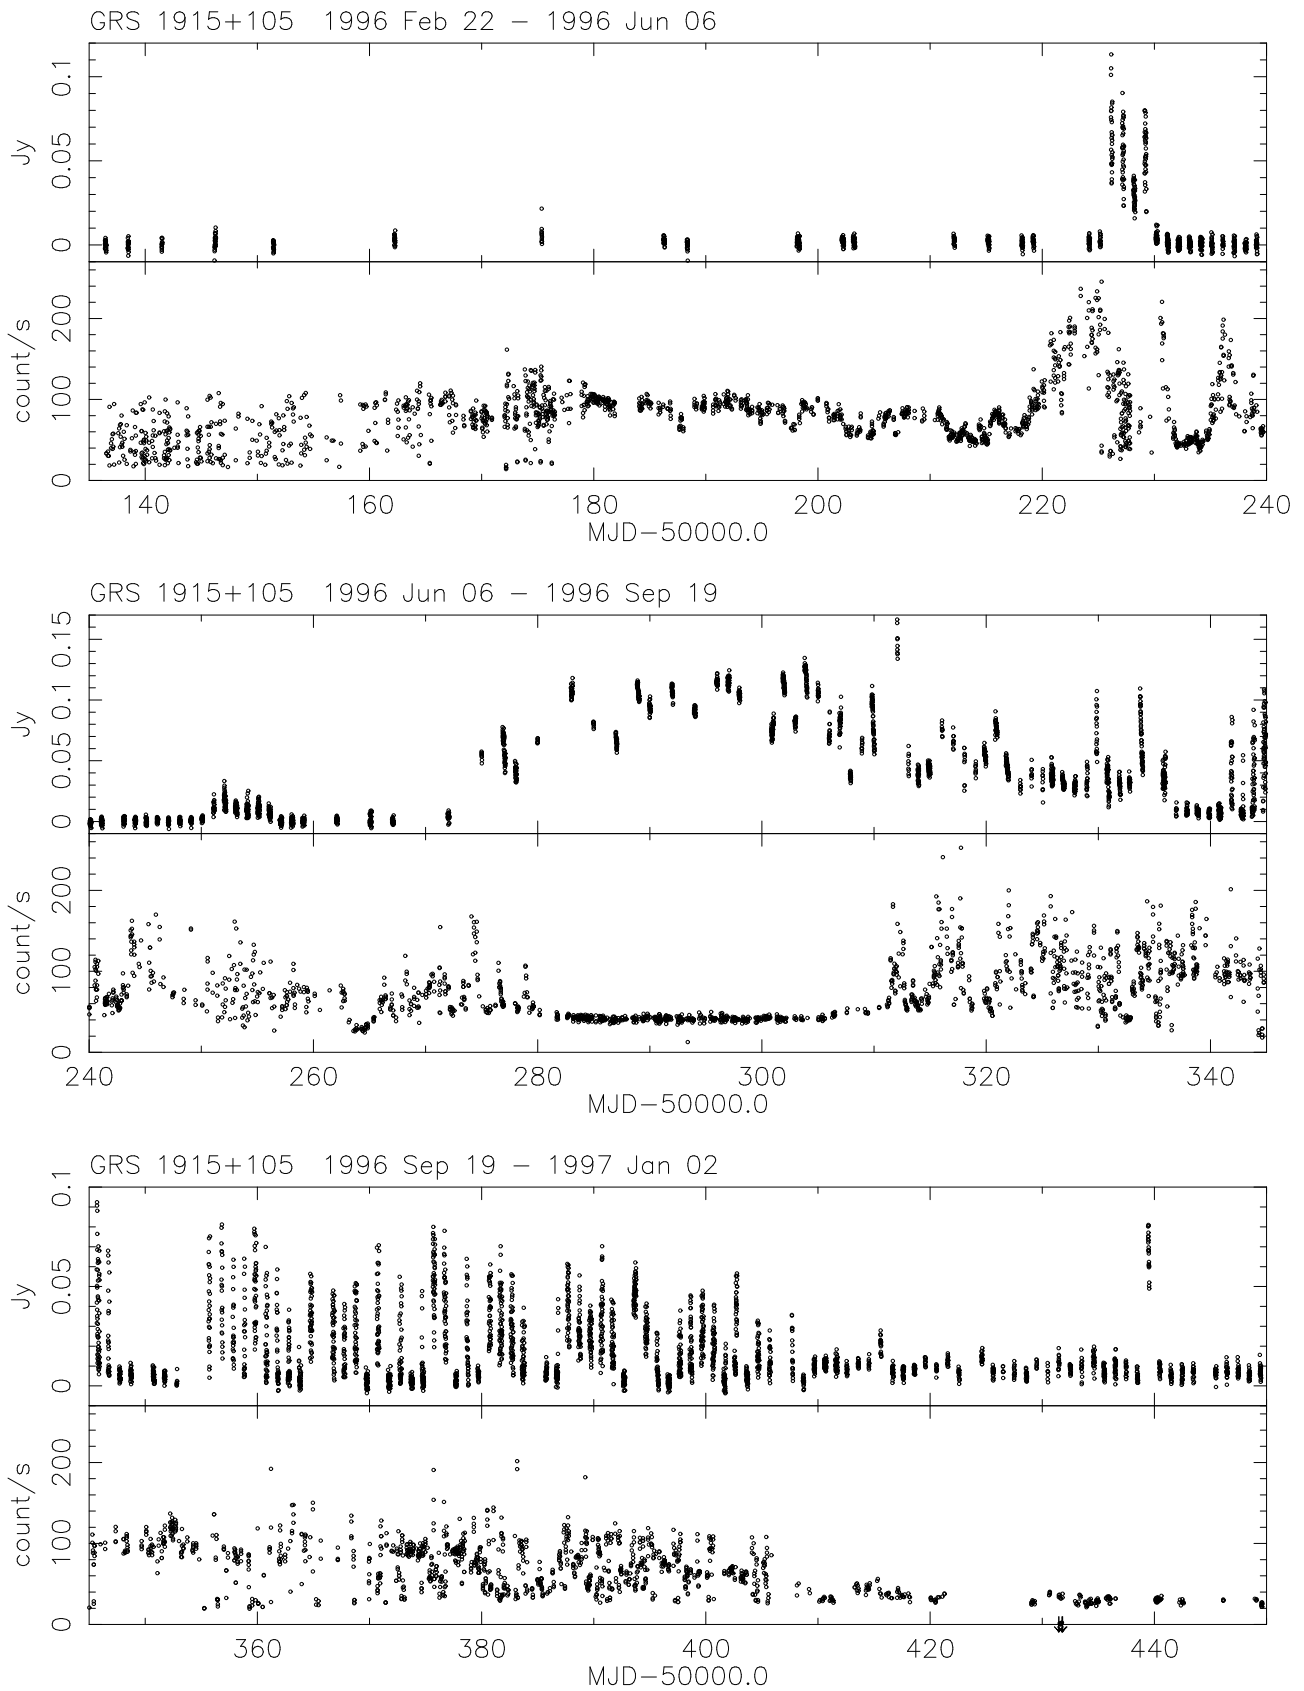 GRS 1915+105 1996 Feb 22 − 1996 Jun 06
Jy
0 0.05 0.1
count/s
0 100 200
140 160 180 200 220 240
MJD−50000.0
GRS 1915+105 1996 Jun 06 − 1996 Sep 19
Jy
0 0.05 0.1 0.15
count/s
0 100 200
240 260 280 300 320 340
MJD−50000.0
GRS 1915+105 1996 Sep 19 − 1997 Jan 02
Jy
0 0.05 0.1
count/s
0 100 200
360 380 400 420 440
MJD−50000.0